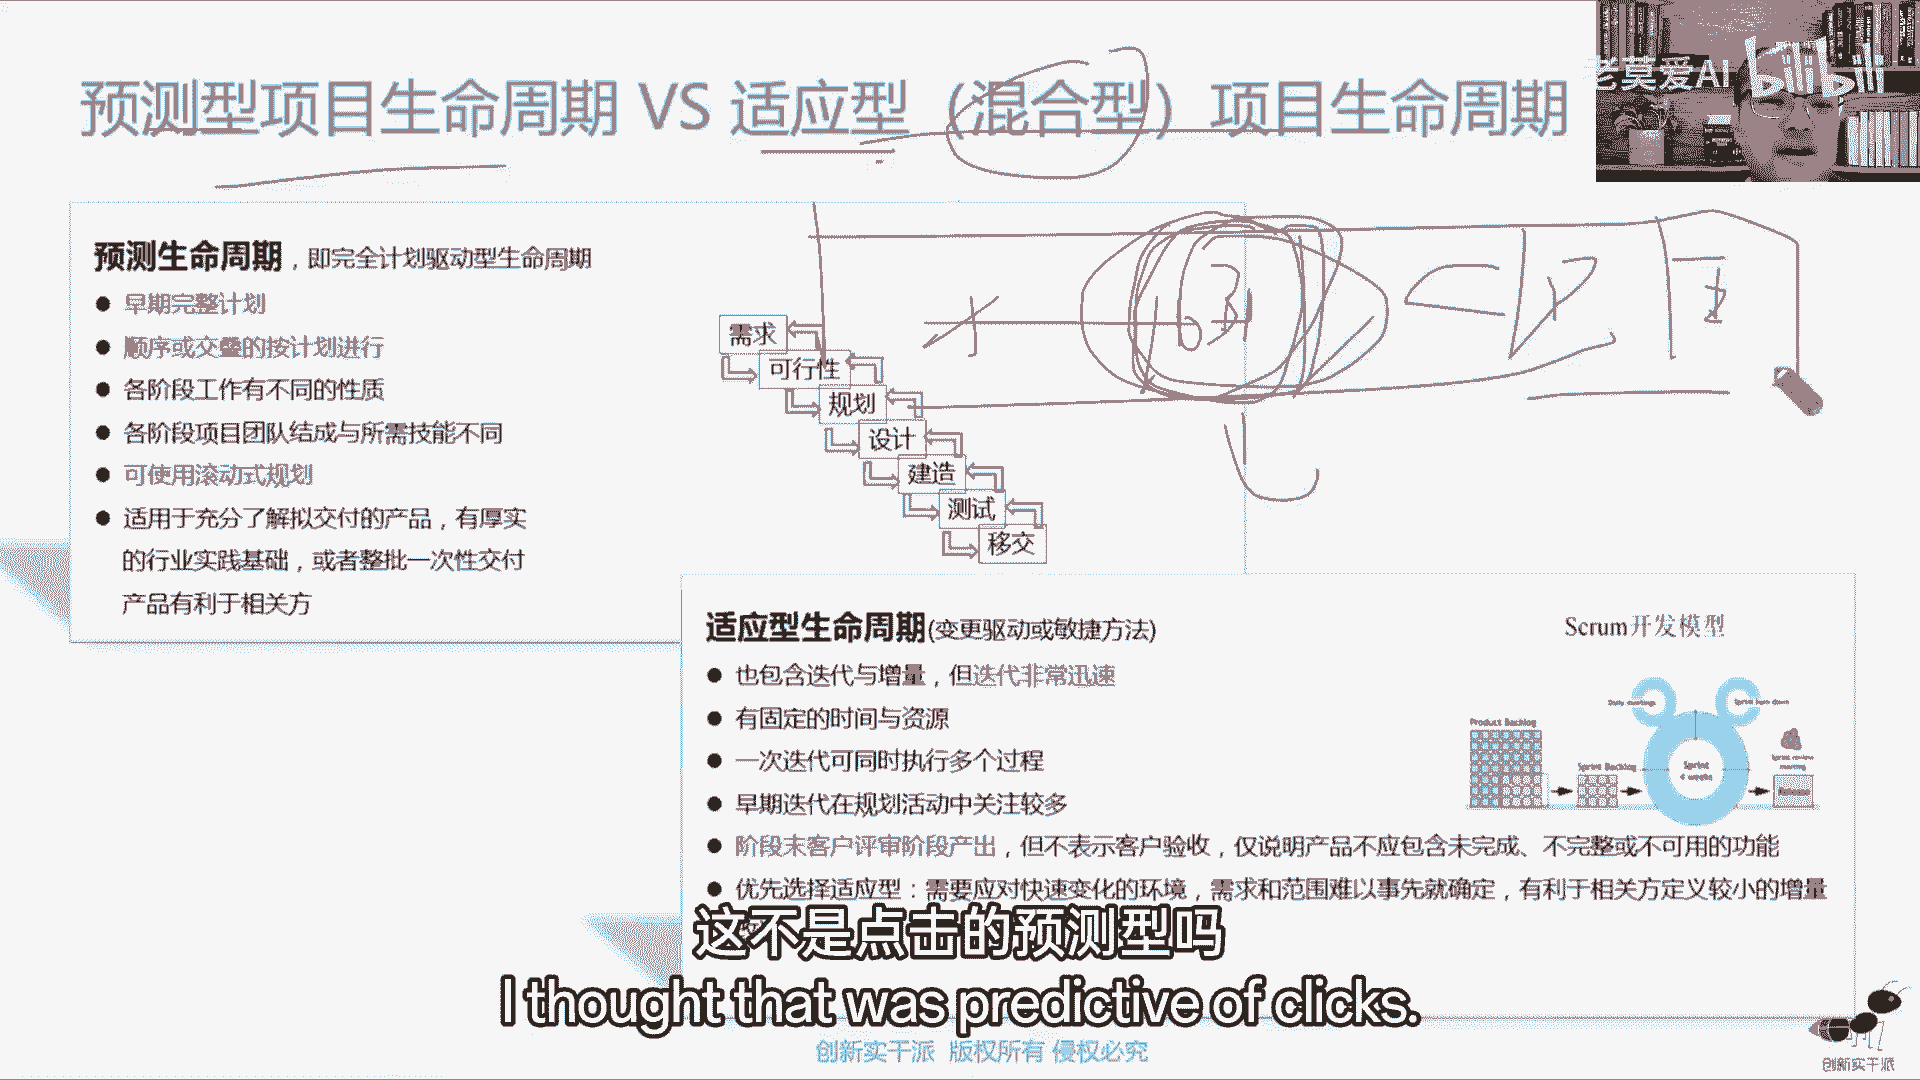 预测型项目生命周期 VS 适应型（混合型）项目生命周期
老莫爱AI
bilibili
预测生命周期，即完全计划驱动型生命周期
早期完整计划
顺序或交叠的按计划进行
各阶段工作有不同的性质
各阶段项目团队结成与所需技能不同
可使用滚动式规划
适用于充分了解拟交付的产品，有厚实
的行业实践基础，或者整批一次性交付
产品有利于相关方
需求
可行性
规划
设计
建造
测试
移交
适应型生命周期(变更驱动或敏捷方法)
也包含迭代与增量，但迭代非常迅速
有固定的时间与资源
一次迭代可同时执行多个过程
早期迭代在规划活动中关注较多
阶段末客户评审阶段产出，但不表示客户验收，仅说明产品不应包含未完成、不完整或不可用的功能
优先选择适应型：需要应对快速变化的环境，需求和范围难以事先就确定，有利于相关方定义较小的增量
Scrum开发模型
Product Backlog
Sprint Backlog
Sprint
4 weeks
这不是点击的预测型吗
I thought that was predictive of clicks.
创新实干派 版权所有 侵权必究
创新实干派